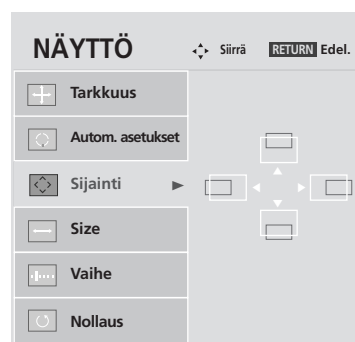 NÄYTTÖ Siirrä RETURN Edel.
Tarkkuus
Autom. asetukset
Sijainti
Size
Vaihe
Nollaus